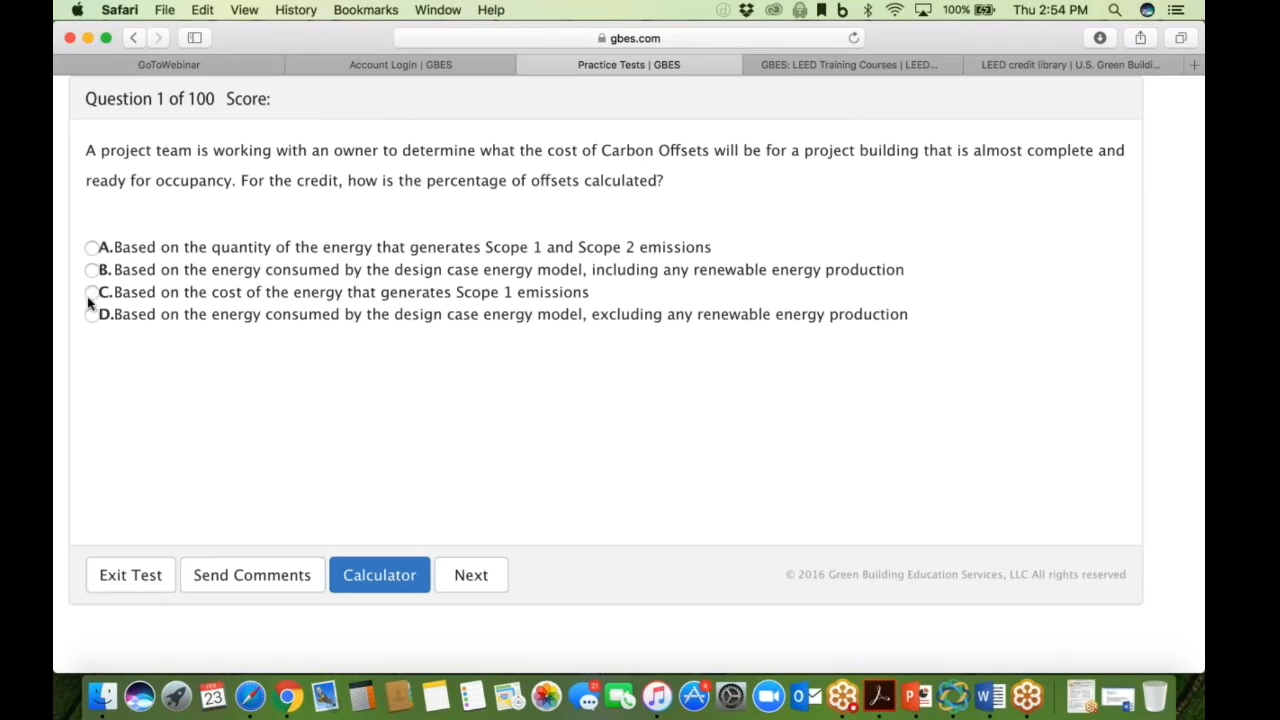 Safari File Edit View History Bookmarks Window Help 100% Thu 2:54 PM
gbes.com
GoToWebinar Account Login | GBES Practice Tests | GBES GBES: LEED Training Courses | LEED... LEED credit library | U.S. Green Buildi...
Question 1 of 100 Score:
A project team is working with an owner to determine what the cost of Carbon Offsets will be for a project building that is almost complete and
ready for occupancy. For the credit, how is the percentage of offsets calculated?
A.Based on the quantity of the energy that generates Scope 1 and Scope 2 emissions
B.Based on the energy consumed by the design case energy model, including any renewable energy production
C.Based on the cost of the energy that generates Scope 1 emissions
D.Based on the energy consumed by the design case energy model, excluding any renewable energy production
Exit Test Send Comments Calculator Next © 2016 Green Building Education Services, LLC All rights reserved
23